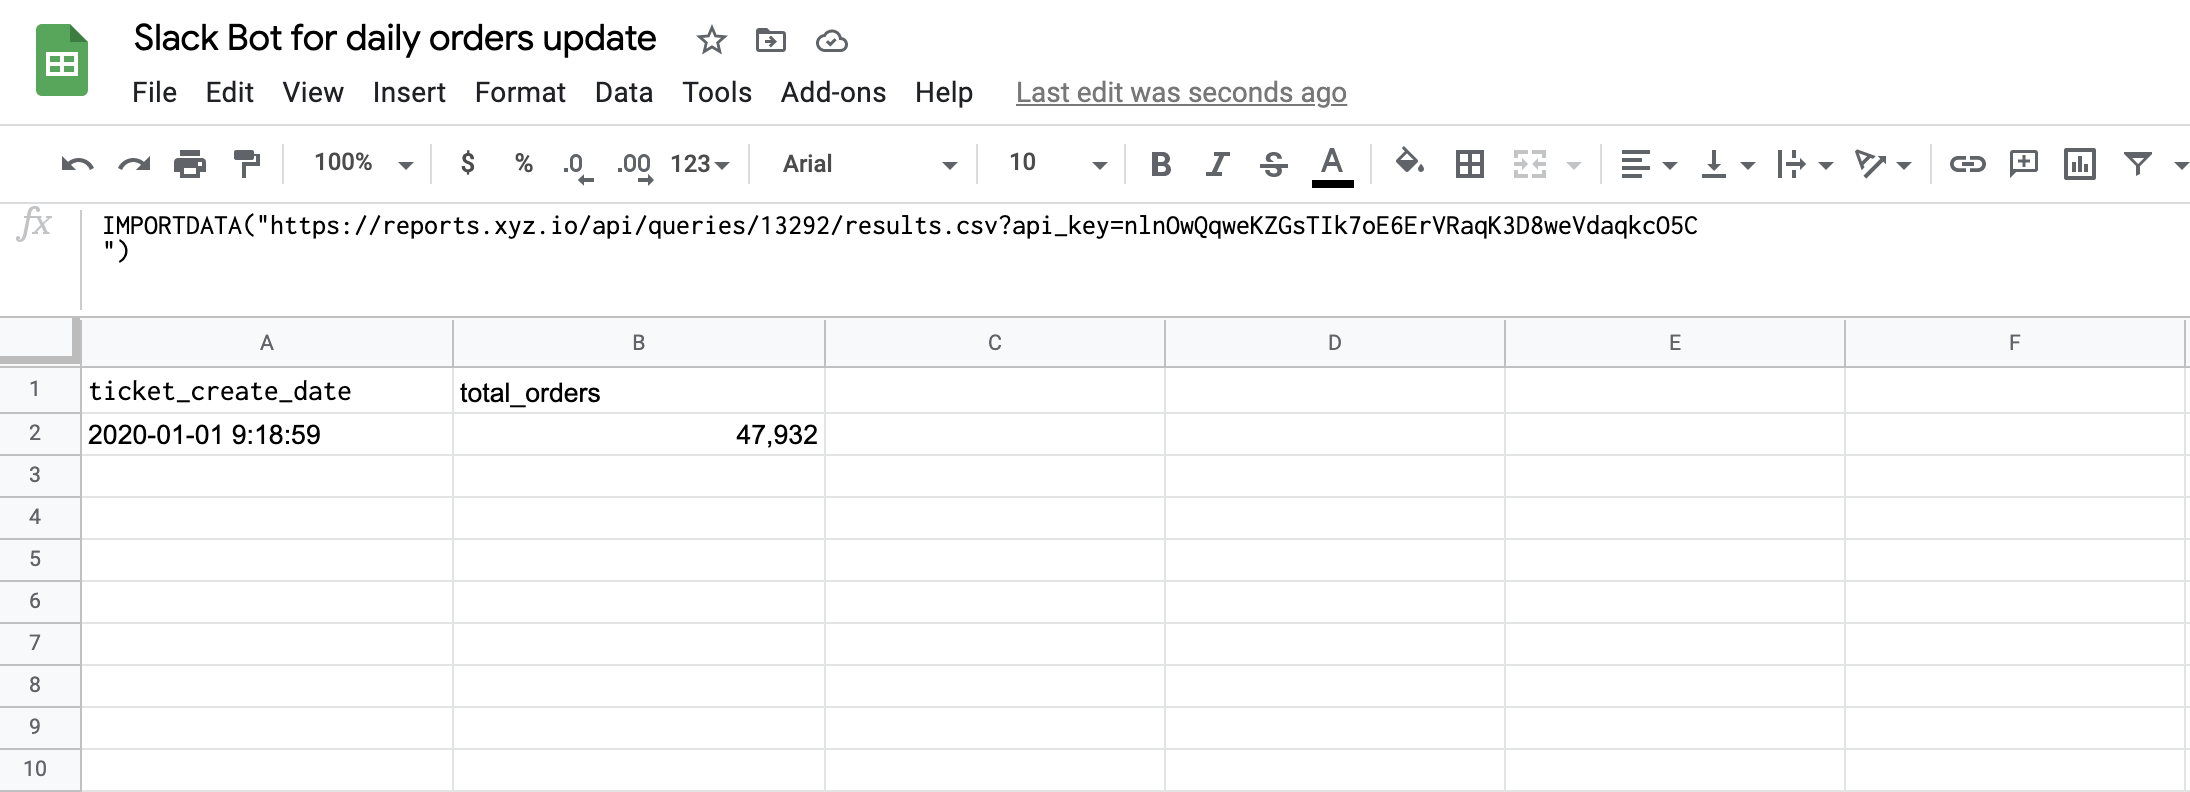 Slack Bot for daily orders update
File Edit View Insert Format Data Tools Add-ons Help Last edit was seconds ago
100% $ % .0 .00 123 Arial 10 B I S A
fx IMPORTDATA("https://reports.xyz.io/api/queries/13292/results.csv?api_key=nlnOwQqweKZGsTIk7oE6ErVRaqK3D8weVdaqkcO5C
")
A B C D E F
1 ticket_create_date total_orders
2 2020-01-01 9:18:59 47,932
3
4
5
6
7
8
9
10